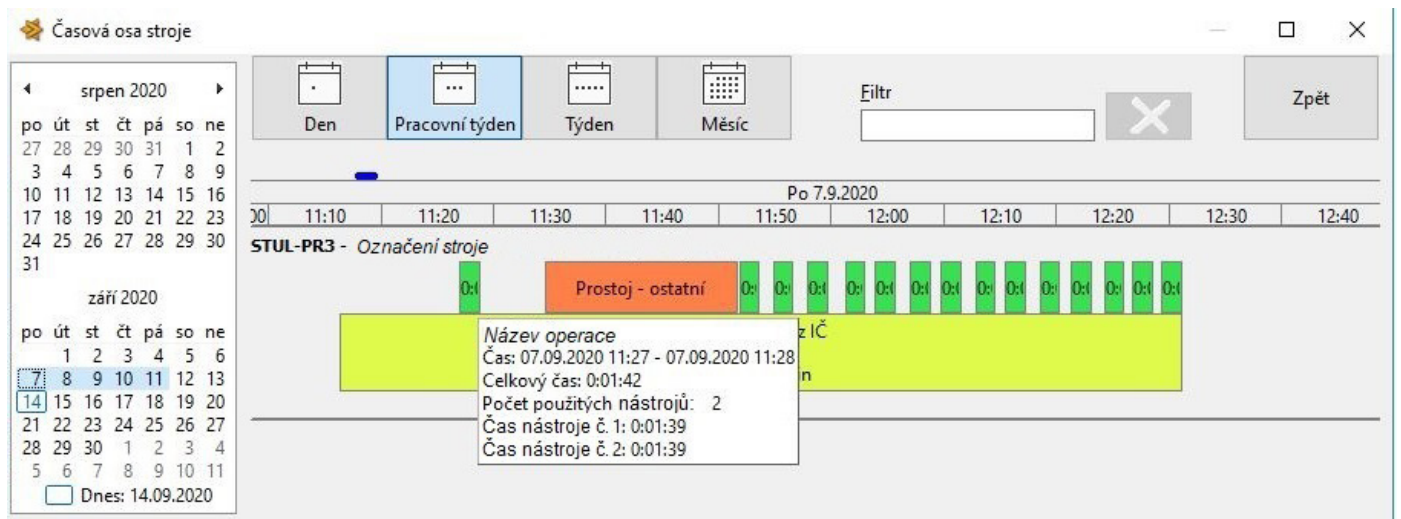 Časová osa stroje
srpen 2020
po út st čt pá so ne
27 28 29 30 31 1 2
3 4 5 6 7 8 9
10 11 12 13 14 15 16
17 18 19 20 21 22 23
24 25 26 27 28 29 30
31
září 2020
po út st čt pá so ne
1 2 3 4 5 6
7 8 9 10 11 12 13
14 15 16 17 18 19 20
21 22 23 24 25 26 27
28 29 30 1 2 3 4
5 6 7 8 9 10 11
Dnes: 14.09.2020
Den
Pracovní týden
Týden
Měsíc
Filtr
Zpět
Po 7.9.2020
00 11:10 11:20 11:30 11:40 11:50 12:00 12:10 12:20 12:30 12:40
STUL-PR3 - Označení stroje
Prostoj - ostatní
z IČ
Název operace
Čas: 07.09.2020 11:27 - 07.09.2020 11:28
Celkový čas: 0:01:42
Počet použitých nástrojů: 2
Čas nástroje č. 1: 0:01:39
Čas nástroje č. 2: 0:01:39